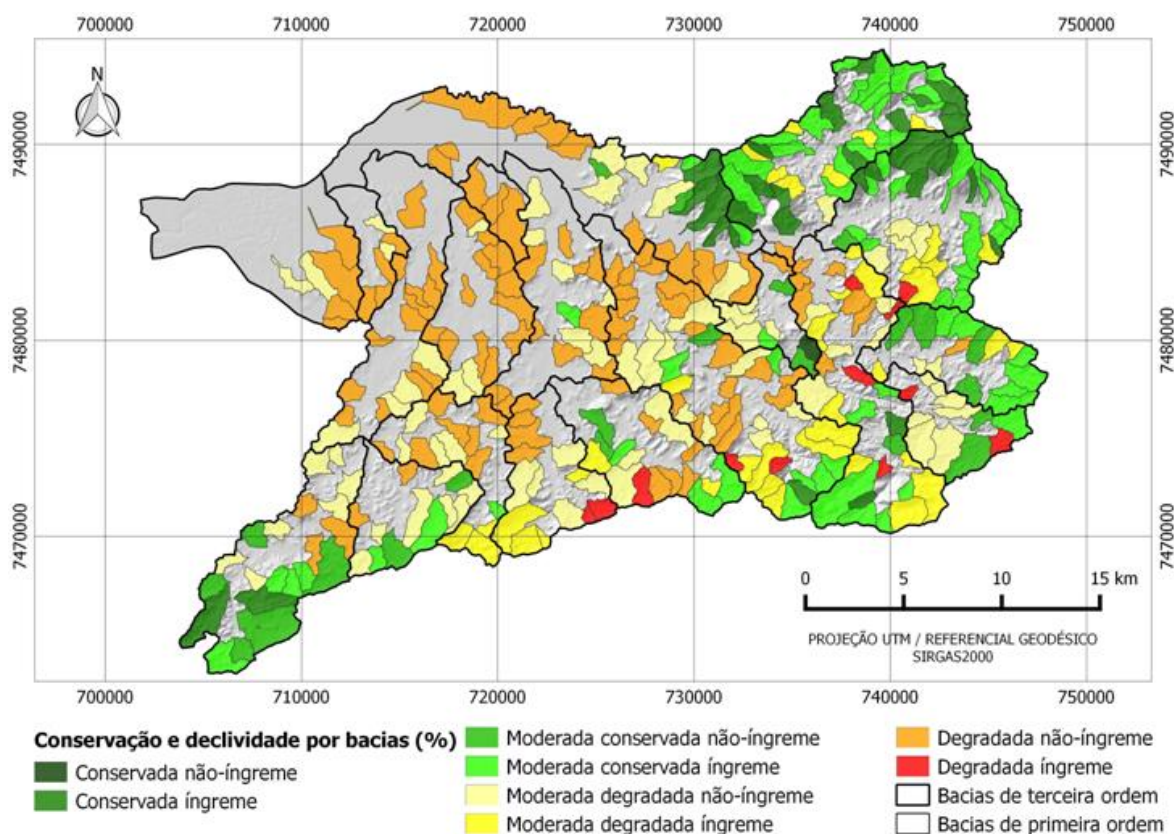 700000 710000 720000 730000 740000 750000
N
7490000 7490000
7480000 7480000
7470000 7470000
0 5 10 15 km
PROJEÇÃO UTM / REFERENCIAL GEODÉSICO
SIRGAS2000
700000 710000 720000 730000 740000 750000
Conservação e declividade por bacias (%)
Conservada não-íngreme
Conservada íngreme
Moderada conservada não-íngreme
Moderada conservada íngreme
Moderada degradada não-íngreme
Moderada degradada íngreme
Degradada não-íngreme
Degradada íngreme
Bacias de terceira ordem
Bacias de primeira ordem